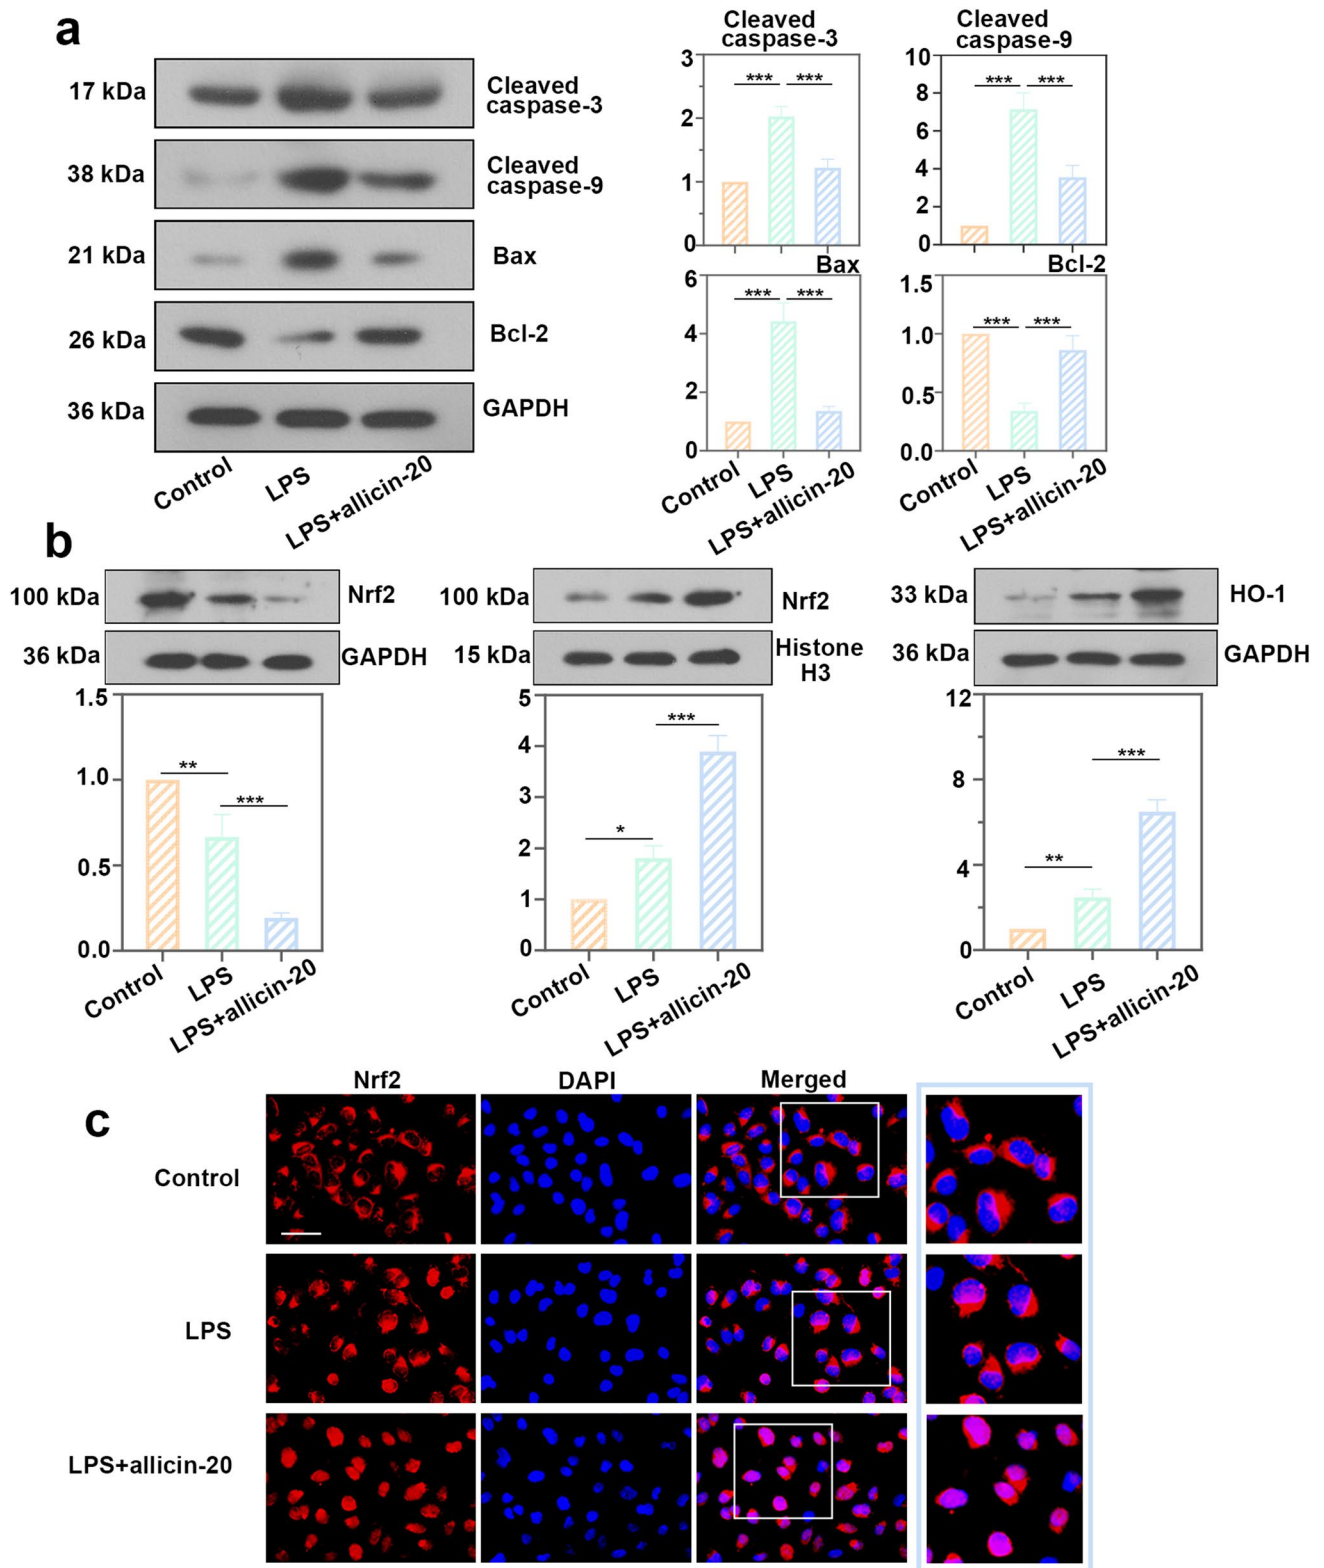 a
17 kDa
Cleaved
caspase-3
38 kDa
Cleaved
caspase-9
21 kDa
Bax
26 kDa
Bcl-2
36 kDa
GAPDH
Control
LPS
LPS+allicin-20
Cleaved
caspase-3
3
2
1
0
*** ***
Cleaved
caspase-9
10
8
6
4
2
0
*** ***
Bax
6
4
2
0
*** ***
Control
LPS
LPS+allicin-20
Bcl-2
1.5
1.0
0.5
0.0
*** ***
Control
LPS
LPS+allicin-20
b
100 kDa
Nrf2
36 kDa
GAPDH
1.5
1.0
0.5
0.0
**
***
Control
LPS
LPS+allicin-20
100 kDa
Nrf2
15 kDa
Histone
H3
5
4
3
2
1
0
*
***
Control
LPS
LPS+allicin-20
33 kDa
HO-1
36 kDa
GAPDH
12
8
4
0
**
***
Control
LPS
LPS+allicin-20
c
Nrf2
DAPI
Merged
Control
LPS
LPS+allicin-20